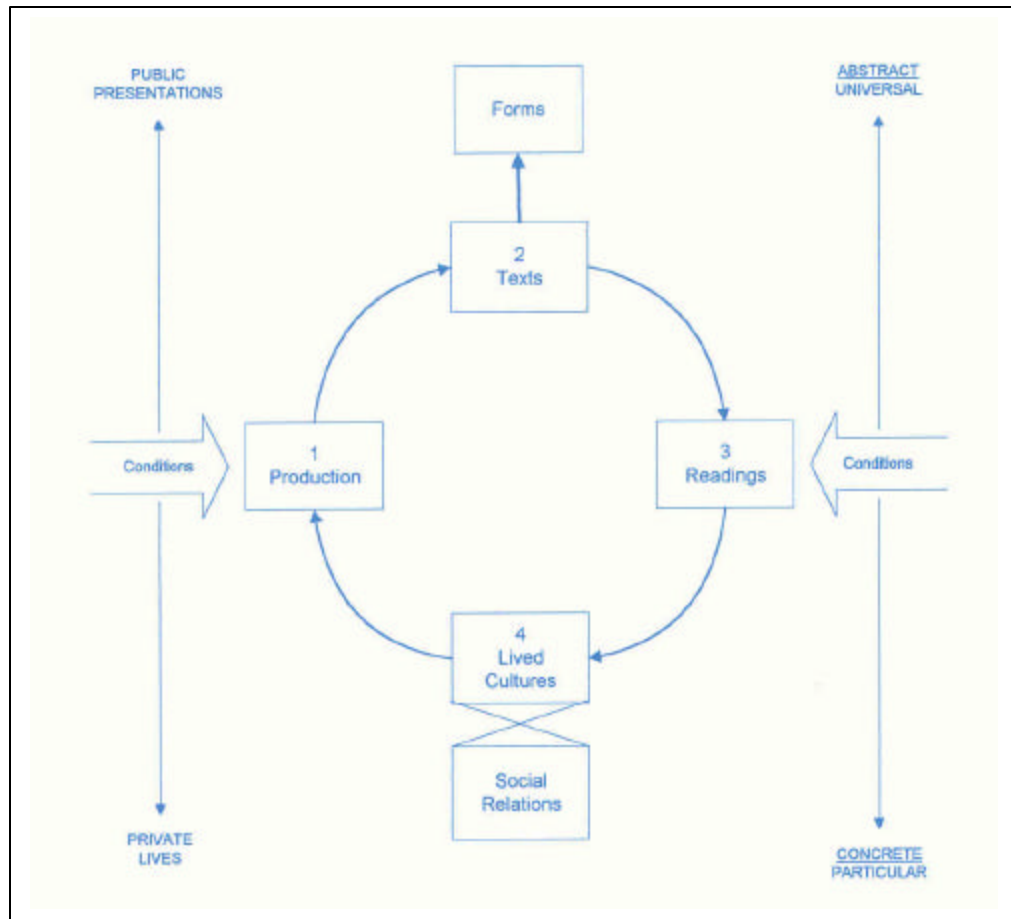 PUBLIC
PRESENTATIONS
ABSTRACT
UNIVERSAL
Forms
2
Texts
Conditions
1
Production
3
Readings
Conditions
4
Lived
Cultures
Social
Relations
PRIVATE
LIVES
CONCRETE
PARTICULAR